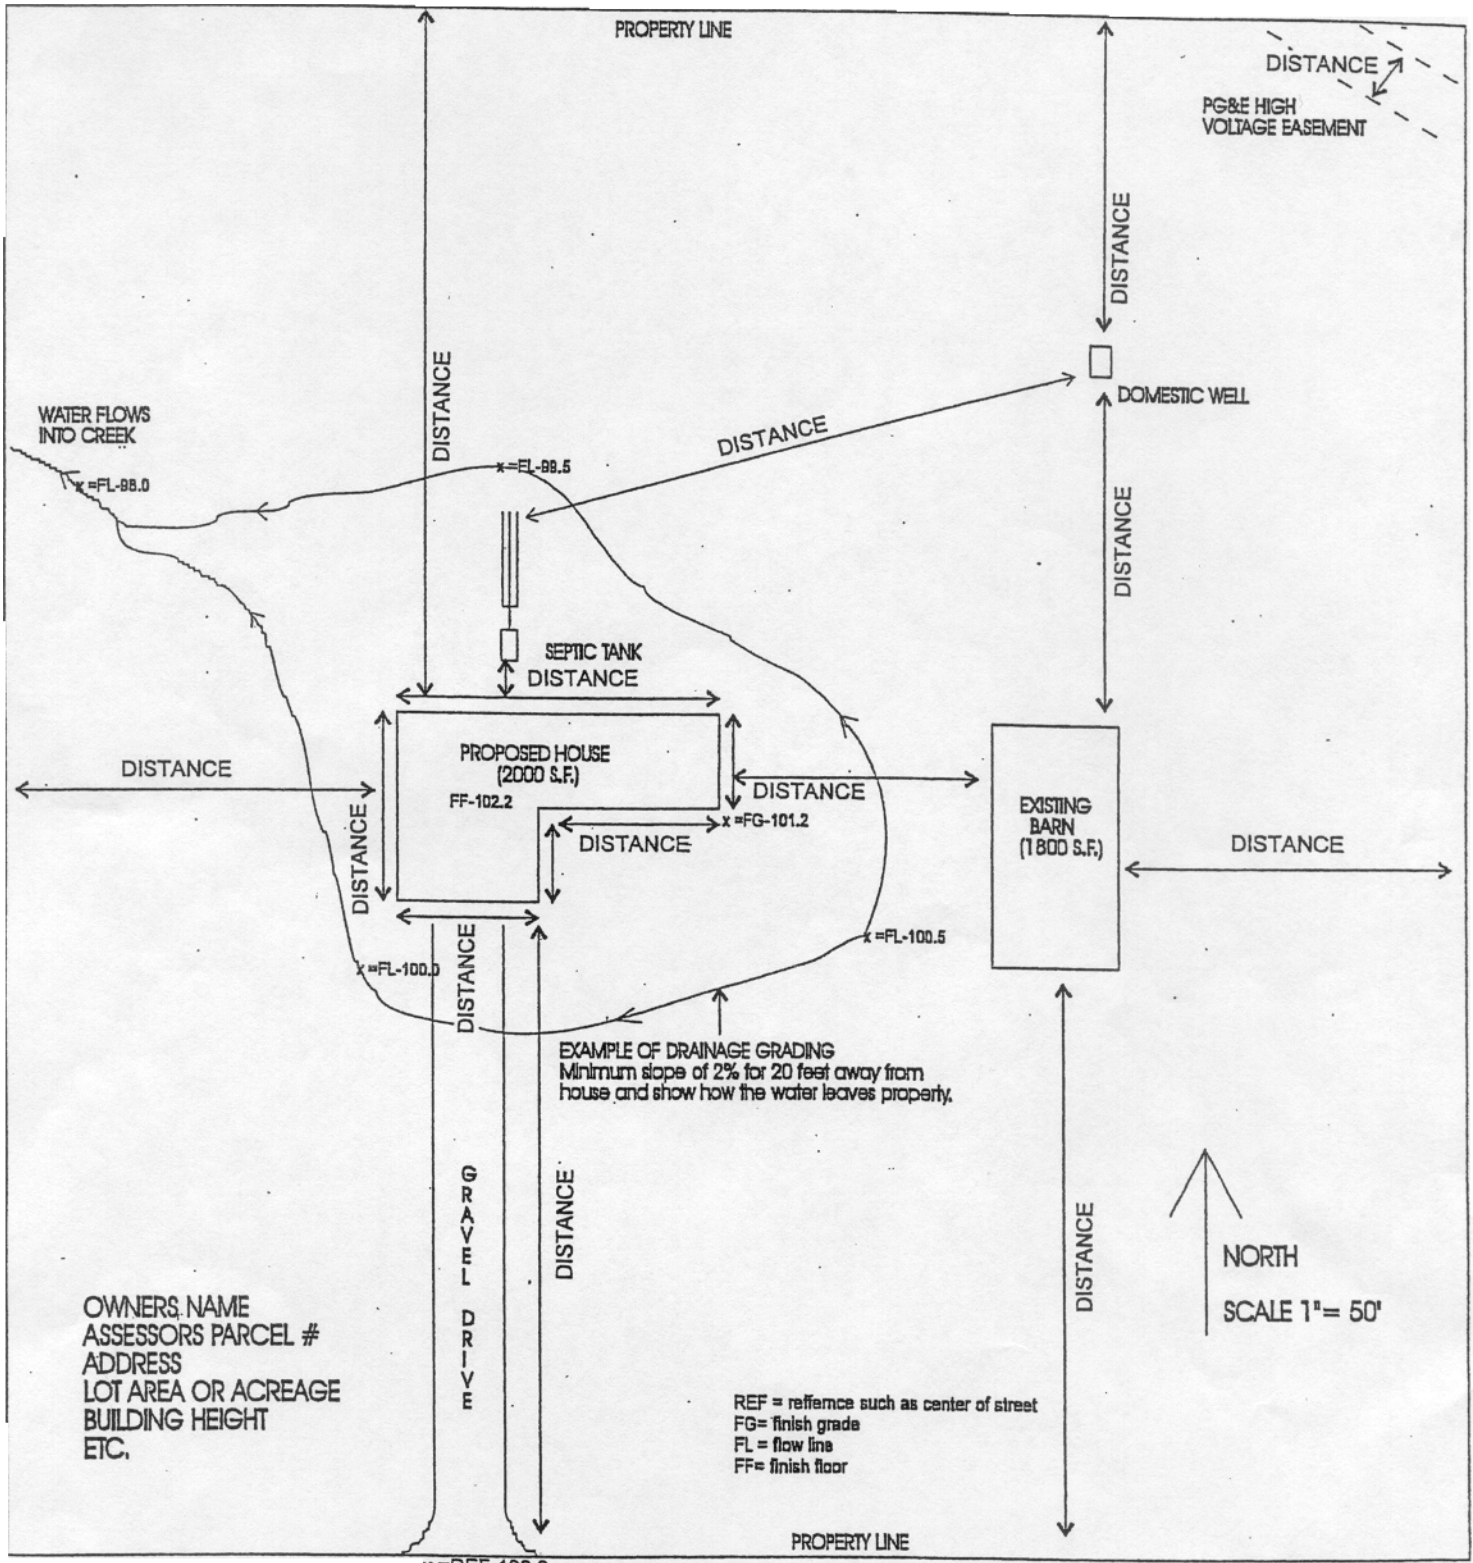 PROPERTY LINE
DISTANCE
PG&E HIGH
VOLTAGE EASEMENT
DISTANCE
DISTANCE
DOMESTIC WELL
WATER FLOWS
INTO CREEK
DISTANCE
x =FL-98.0
x=FL-99.5
DISTANCE
SEPTIC TANK
DISTANCE
PROPOSED HOUSE
(2000 S.F.)
FF-102.2
DISTANCE
DISTANCE
DISTANCE
x =FG-101.2
DISTANCE
EXISTING
BARN
(1800 S.F.)
DISTANCE
x =FL-100.5
x=FL-100.0
DISTANCE
EXAMPLE OF DRAINAGE GRADING
Minimum slope of 2% for 20 feet away from
house and show how the water leaves property.
GRAVEL DRIVE
DISTANCE
DISTANCE
NORTH
SCALE 1"= 50'
OWNERS NAME
ASSESSORS PARCEL #
ADDRESS
LOT AREA OR ACREAGE
BUILDING HEIGHT
ETC.
REF = reffernce such as center of street
FG= finish grade
FL = flow line
FF= finish floor
PROPERTY LINE